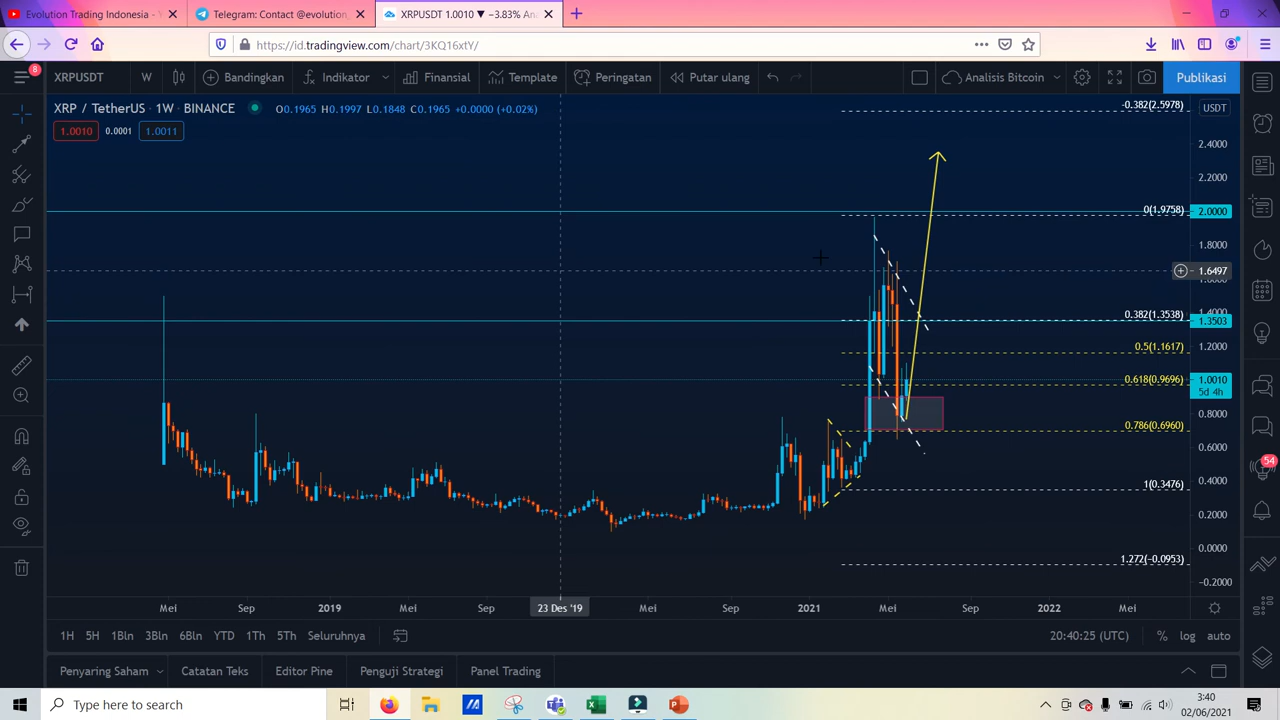 Evolution Trading Indonesia - Y
Telegram: Contact @evolution_
XRPUSDT 1.0010 ▼ −3.83% Ana
https://id.tradingview.com/chart/3KQ16xtY/
8
XRPUSDT
W
Bandingkan
Indikator
Finansial
Template
Peringatan
Putar ulang
Analisis Bitcoin
Publikasi
XRP / TetherUS · 1W · BINANCE
O0.1965 H0.1997 L0.1848 C0.1965 +0.0000 (+0.02%)
1.0010
0.0001
1.0011
USDT
-0.382(2.5978)
2.4000
2.2000
0(1.9758)
2.0000
1.8000
1.6497
0.382(1.3538)
1.3503
0.5(1.1617)
1.2000
0.618(0.9696)
1.0010
5d 4h
0.8000
0.786(0.6960)
0.6000
1(0.3476)
0.4000
0.2000
0.0000
1.272(-0.0953)
−0.2000
54
Mei
Sep
2019
Mei
Sep
23 Des '19
Mei
Sep
2021
Mei
Sep
2022
Mei
1H
5H
1Bln
3Bln
6Bln
YTD
1Th
5Th
Seluruhnya
20:40:25 (UTC)
%
log
auto
Penyaring Saham
Catatan Teks
Editor Pine
Penguji Strategi
Panel Trading
Type here to search
3:40
02/06/2021